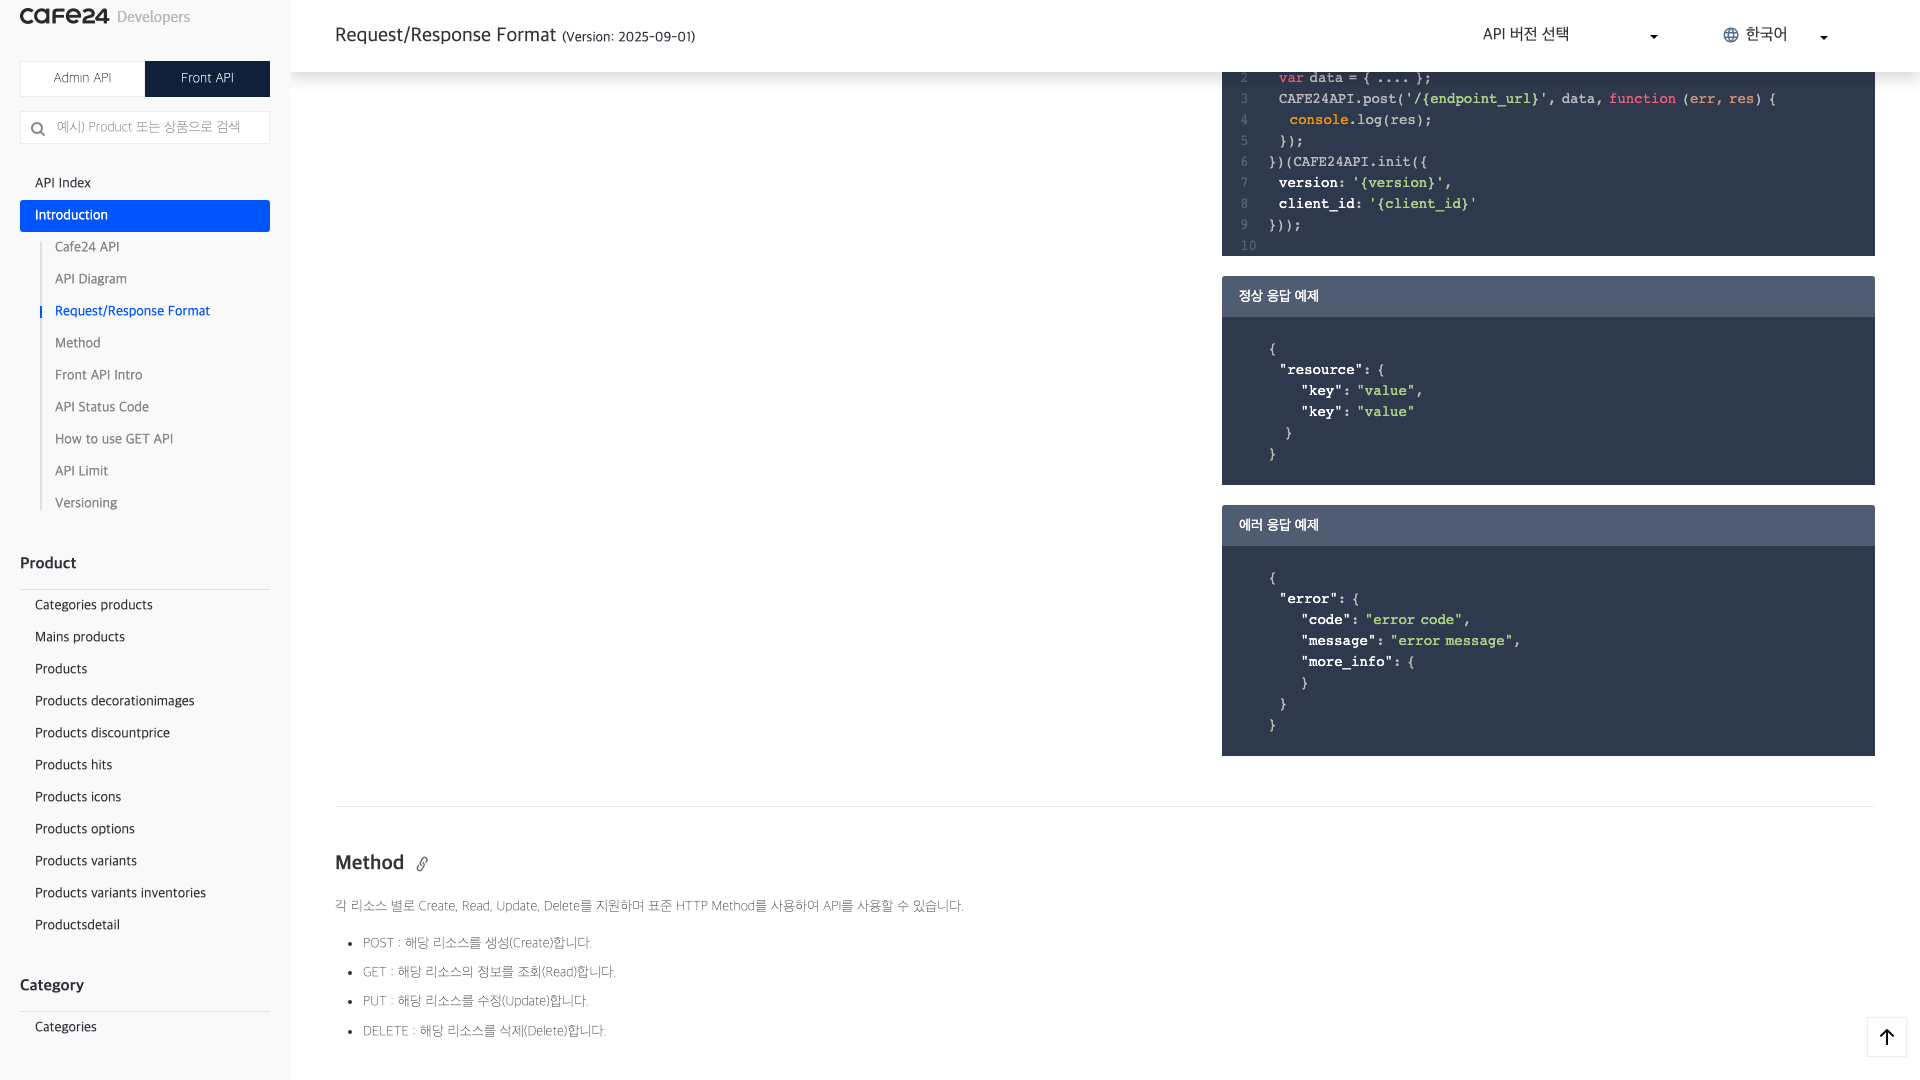 cafe24 Developers
Admin API
Front API
예시) Product 또는 상품으로 검색
API Index
Introduction
Cafe24 API
API Diagram
Request/Response Format
Method
Front API Intro
API Status Code
How to use GET API
API Limit
Versioning
Product
Categories products
Mains products
Products
Products decorationimages
Products discountprice
Products hits
Products icons
Products options
Products variants
Products variants inventories
Productsdetail
Category
Categories
Request/Response Format (Version: 2025-09-01)
API 버전 선택
한국어
2 var data = { .... };
3 CAFE24API.post('/{endpoint_url}', data, function (err, res) {
4 console.log(res);
5 });
6 })(CAFE24API.init({
7 version: '{version}',
8 client_id: '{client_id}'
9 }));
10
정상 응답 예제
{
"resource": {
"key": "value",
"key": "value"
}
}
에러 응답 예제
{
"error": {
"code": "error code",
"message": "error message",
"more_info": {
}
}
}
Method
각 리소스 별로 Create, Read, Update, Delete를 지원하며 표준 HTTP Method를 사용하여 API를 사용할 수 있습니다.
• POST : 해당 리소스를 생성(Create)합니다.
• GET : 해당 리소스의 정보를 조회(Read)합니다.
• PUT : 해당 리소스를 수정(Update)합니다.
• DELETE : 해당 리소스를 삭제(Delete)합니다.